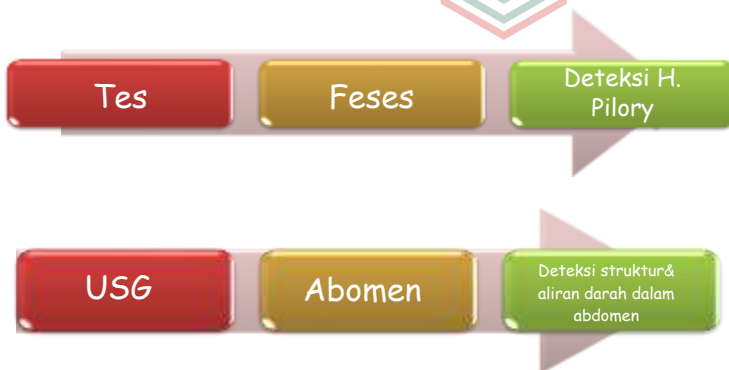 Tes
Feses
Deteksi H.
Pilory
USG
Abomen
Deteksi struktur&
aliran darah dalam
abdomen